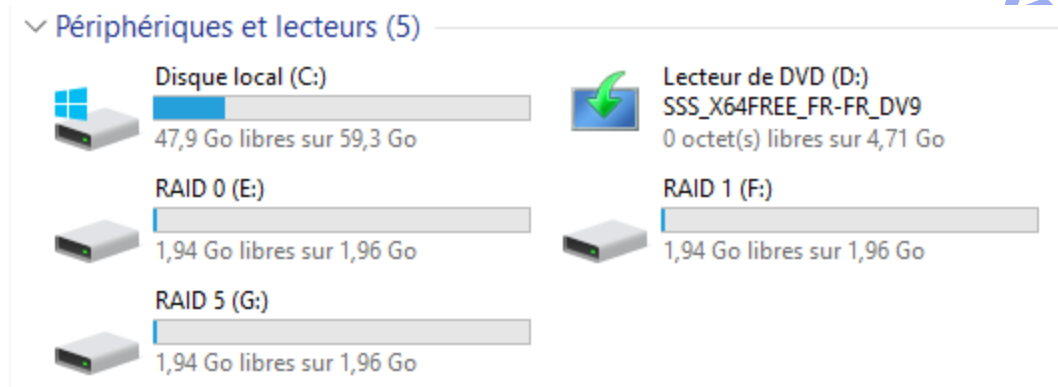 Périphériques et lecteurs (5)
Disque local (C:)
47,9 Go libres sur 59,3 Go
Lecteur de DVD (D:)
SSS_X64FREE_FR-FR_DV9
0 octet(s) libres sur 4,71 Go
RAID 0 (E:)
1,94 Go libres sur 1,96 Go
RAID 1 (F:)
1,94 Go libres sur 1,96 Go
RAID 5 (G:)
1,94 Go libres sur 1,96 Go